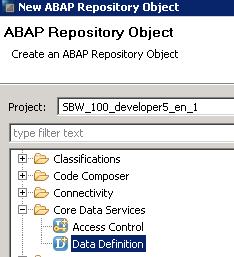 New ABAP Repository Object
ABAP Repository Object
Create an ABAP Repository Object
Project: SBW_100_developer5_en_1
type filter text
Classifications
Code Composer
Connectivity
Core Data Services
Access Control
Data Definition